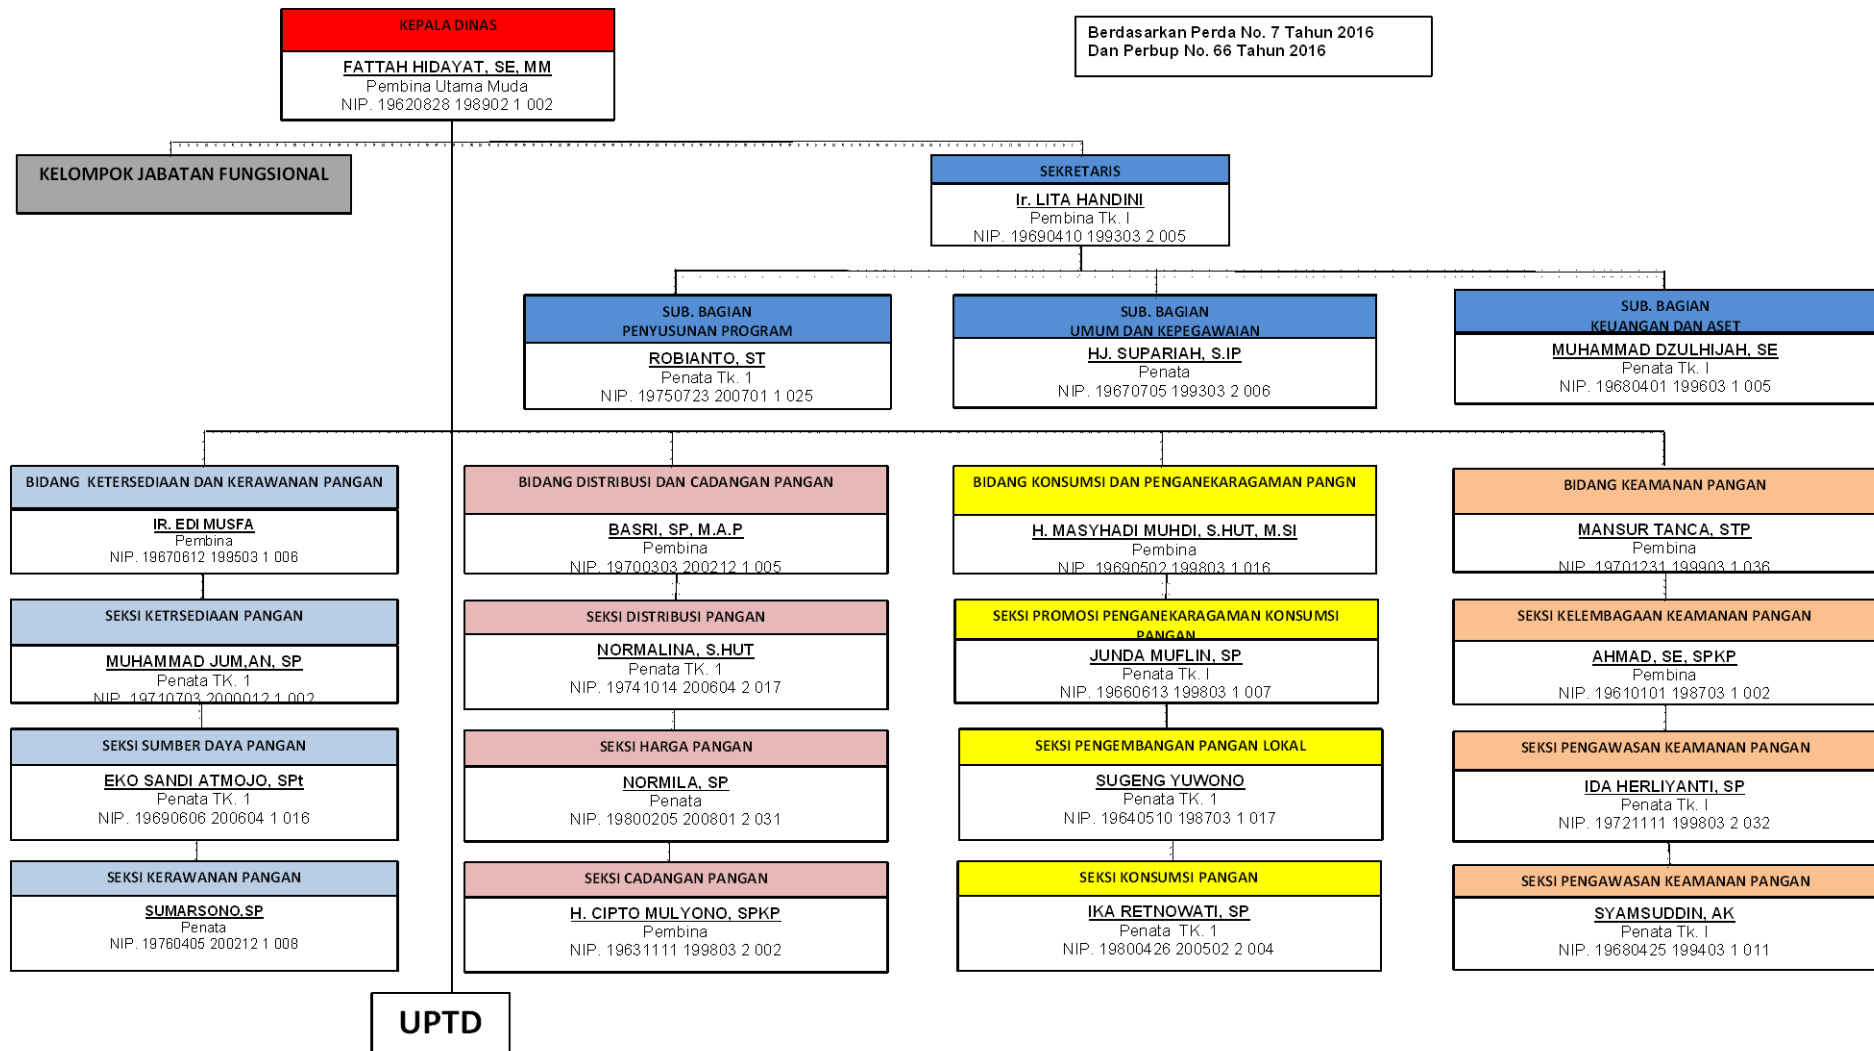 KEPALA DINAS
FATTAH HIDAYAT, SE, MM
Pembina Utama Muda
NIP. 19620828 198902 1 002
Berdasarkan Perda No. 7 Tahun 2016
Dan Perbup No. 66 Tahun 2016
KELOMPOK JABATAN FUNGSIONAL
SEKRETARIS
Ir. LITA HANDINI
Pembina Tk. I
NIP. 19690410 199303 2 005
SUB. BAGIAN
PENYUSUNAN PROGRAM
ROBIANTO, ST
Penata Tk. 1
NIP. 19750723 200701 1 025
SUB. BAGIAN
UMUM DAN KEPEGAWAIAN
HJ. SUPARIAH, S.IP
Penata
NIP. 19670705 199303 2 006
SUB. BAGIAN
KEUANGAN DAN ASET
MUHAMMAD DZULHIJAH, SE
Penata Tk. I
NIP. 19680401 199603 1 005
BIDANG KETERSEDIAAN DAN KERAWANAN PANGAN
IR. EDI MUSFA
Pembina
NIP. 19670612 199503 1 006
SEKSI KETRSEDIAAN PANGAN
MUHAMMAD JUM,AN, SP
Penata TK. 1
NIP. 19710703 2000012 1 002
SEKSI SUMBER DAYA PANGAN
EKO SANDI ATMOJO, SPt
Penata TK. 1
NIP. 19690606 200604 1 016
SEKSI KERAWANAN PANGAN
SUMARSONO,SP
Penata
NIP. 19760405 200212 1 008
BIDANG DISTRIBUSI DAN CADANGAN PANGAN
BASRI, SP, M.A.P
Pembina
NIP. 19700303 200212 1 005
SEKSI DISTRIBUSI PANGAN
NORMALINA, S.HUT
Penata TK. 1
NIP. 19741014 200604 2 017
SEKSI HARGA PANGAN
NORMILA, SP
Penata
NIP. 19800205 200801 2 031
SEKSI CADANGAN PANGAN
H. CIPTO MULYONO, SPKP
Pembina
NIP. 19631111 199803 2 002
BIDANG KONSUMSI DAN PENGANEKARAGAMAN PANGN
H. MASYHADI MUHDI, S.HUT, M.SI
Pembina
NIP. 19690502 199803 1 016
SEKSI PROMOSI PENGANEKARAGAMAN KONSUMSI
PANGAN
JUNDA MUFLIN, SP
Penata Tk. I
NIP. 19660613 199803 1 007
SEKSI PENGEMBANGAN PANGAN LOKAL
SUGENG YUWONO
Penata TK. 1
NIP. 19640510 198703 1 017
SEKSI KONSUMSI PANGAN
IKA RETNOWATI, SP
Penata TK. 1
NIP. 19800426 200502 2 004
BIDANG KEAMANAN PANGAN
MANSUR TANCA, STP
Pembina
NIP. 19701231 199903 1 036
SEKSI KELEMBAGAAN KEAMANAN PANGAN
AHMAD, SE, SPKP
Pembina
NIP. 19610101 198703 1 002
SEKSI PENGAWASAN KEAMANAN PANGAN
IDA HERLIYANTI, SP
Penata Tk. I
NIP. 19721111 199803 2 032
SEKSI PENGAWASAN KEAMANAN PANGAN
SYAMSUDDIN, AK
Penata Tk. I
NIP. 19680425 199403 1 011
UPTD